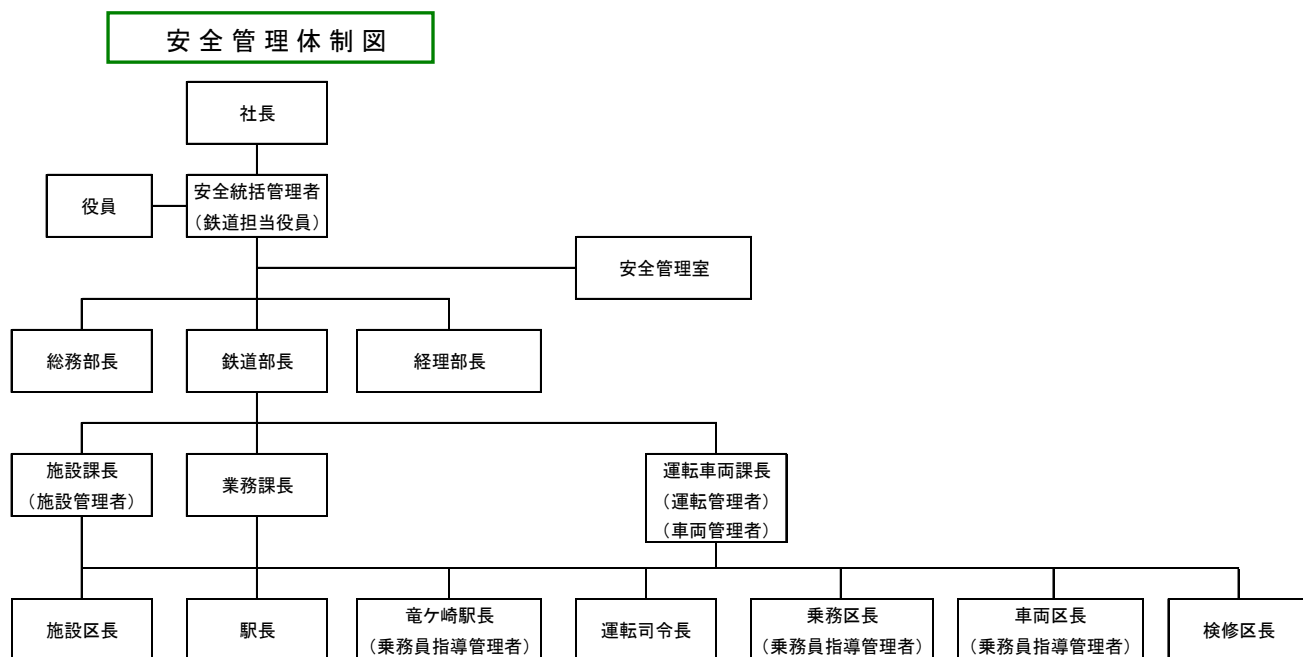 安全管理体制図
社長
役員
安全統括管理者
（鉄道担当役員）
安全管理室
総務部長
鉄道部長
経理部長
施設課長
（施設管理者）
業務課長
運転車両課長
（運転管理者）
（車両管理者）
施設区長
駅長
竜ケ崎駅長
（乗務員指導管理者）
運転司令長
乗務区長
（乗務員指導管理者）
車両区長
（乗務員指導管理者）
検修区長